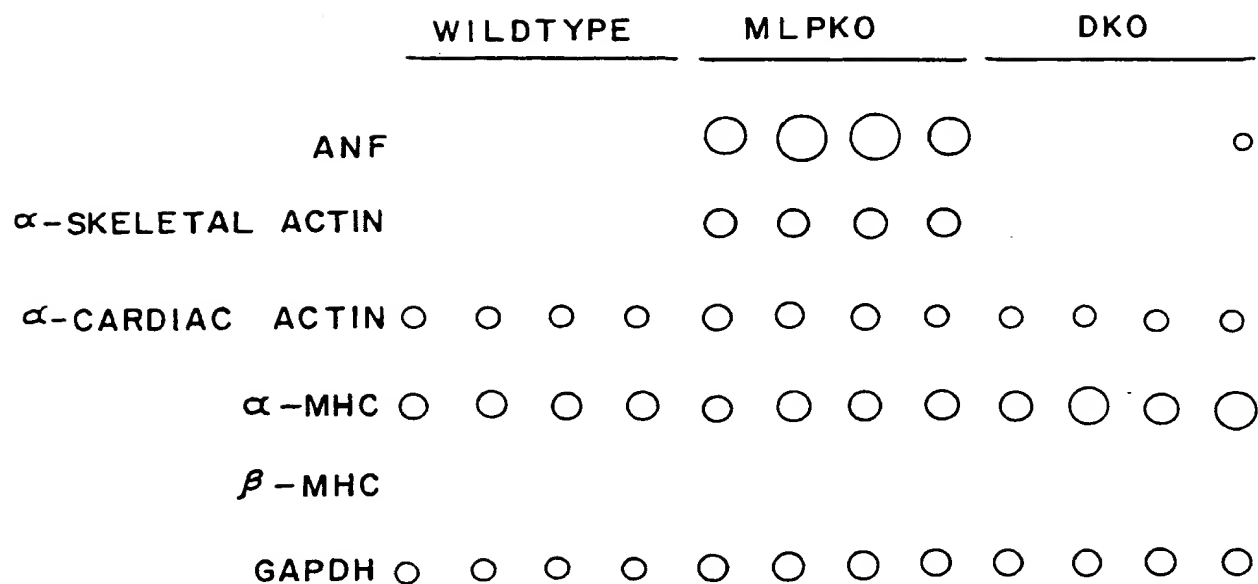 WILDTYPE MLPKO DKO
ANF
α-SKELETAL ACTIN
α-CARDIAC ACTIN
α-MHC
β-MHC
GAPDH